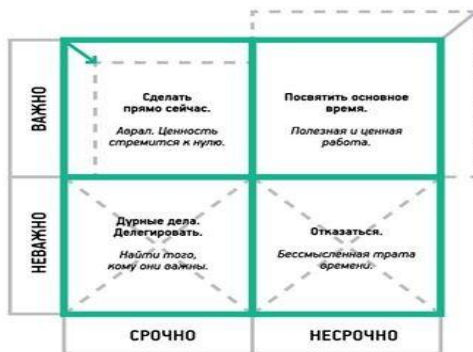 ВАЖНО
Сделать
прямо сейчас.
Аврал. Ценность
стремится к нулю.
Посвятить основное
время.
Полезная и ценная
работа.
НЕВАЖНО
Дурные дела.
Делегировать.
Найти того,
кому они важны.
Отказаться.
Бессмысленная трата
времени.
СРОЧНО
НЕСРОЧНО